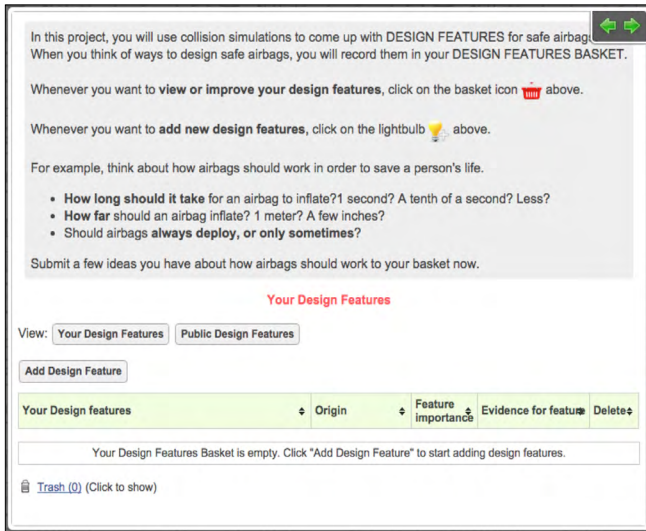 In this project, you will use collision simulations to come up with DESIGN FEATURES for safe airbag
When you think of ways to design safe airbags, you will record them in your DESIGN FEATURES BASKET.
Whenever you want to view or improve your design features, click on the basket icon above.
Whenever you want to add new design features, click on the lightbulb above.
For example, think about how airbags should work in order to save a person's life.
• How long should it take for an airbag to inflate?1 second? A tenth of a second? Less?
• How far should an airbag inflate? 1 meter? A few inches?
• Should airbags always deploy, or only sometimes?
Submit a few ideas you have about how airbags should work to your basket now.
Your Design Features
View: Your Design Features Public Design Features
Add Design Feature
Your Design features Origin Feature importance Evidence for feature Delete
Your Design Features Basket is empty. Click "Add Design Feature" to start adding design features.
Trash (0) (Click to show)